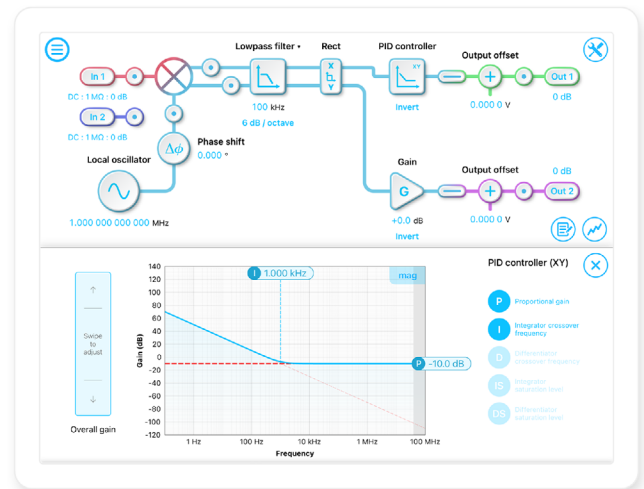 Lowpass filter ▾
Rect
PID controller
Output offset
In 1
X
Y
XY
Out 1
DC : 1 MΩ : 0 dB
100 kHz
Invert
0.000 0 V
0 dB
In 2
6 dB / octave
DC : 1 MΩ : 0 dB
Phase shift
Δϕ
0.000 °
Local oscillator
Gain
Output offset
0 dB
G
Out 2
1.000 000 000 000 MHz
+0.0 dB
0.000 0 V
Invert
PID controller (XY)
Swipe
to
adjust
Overall gain
Gain (dB)
140
120
100
80
60
40
20
0
-20
-40
-60
-80
-100
-120
I 1.000 kHz
mag
P -10.0 dB
1 Hz
100 Hz
10 kHz
1 MHz
100 MHz
Frequency
P Proportional gain
I Integrator crossover
frequency
D Differentiator
crossover frequency
IS Integrator
saturation level
DS Differentiator
saturation level